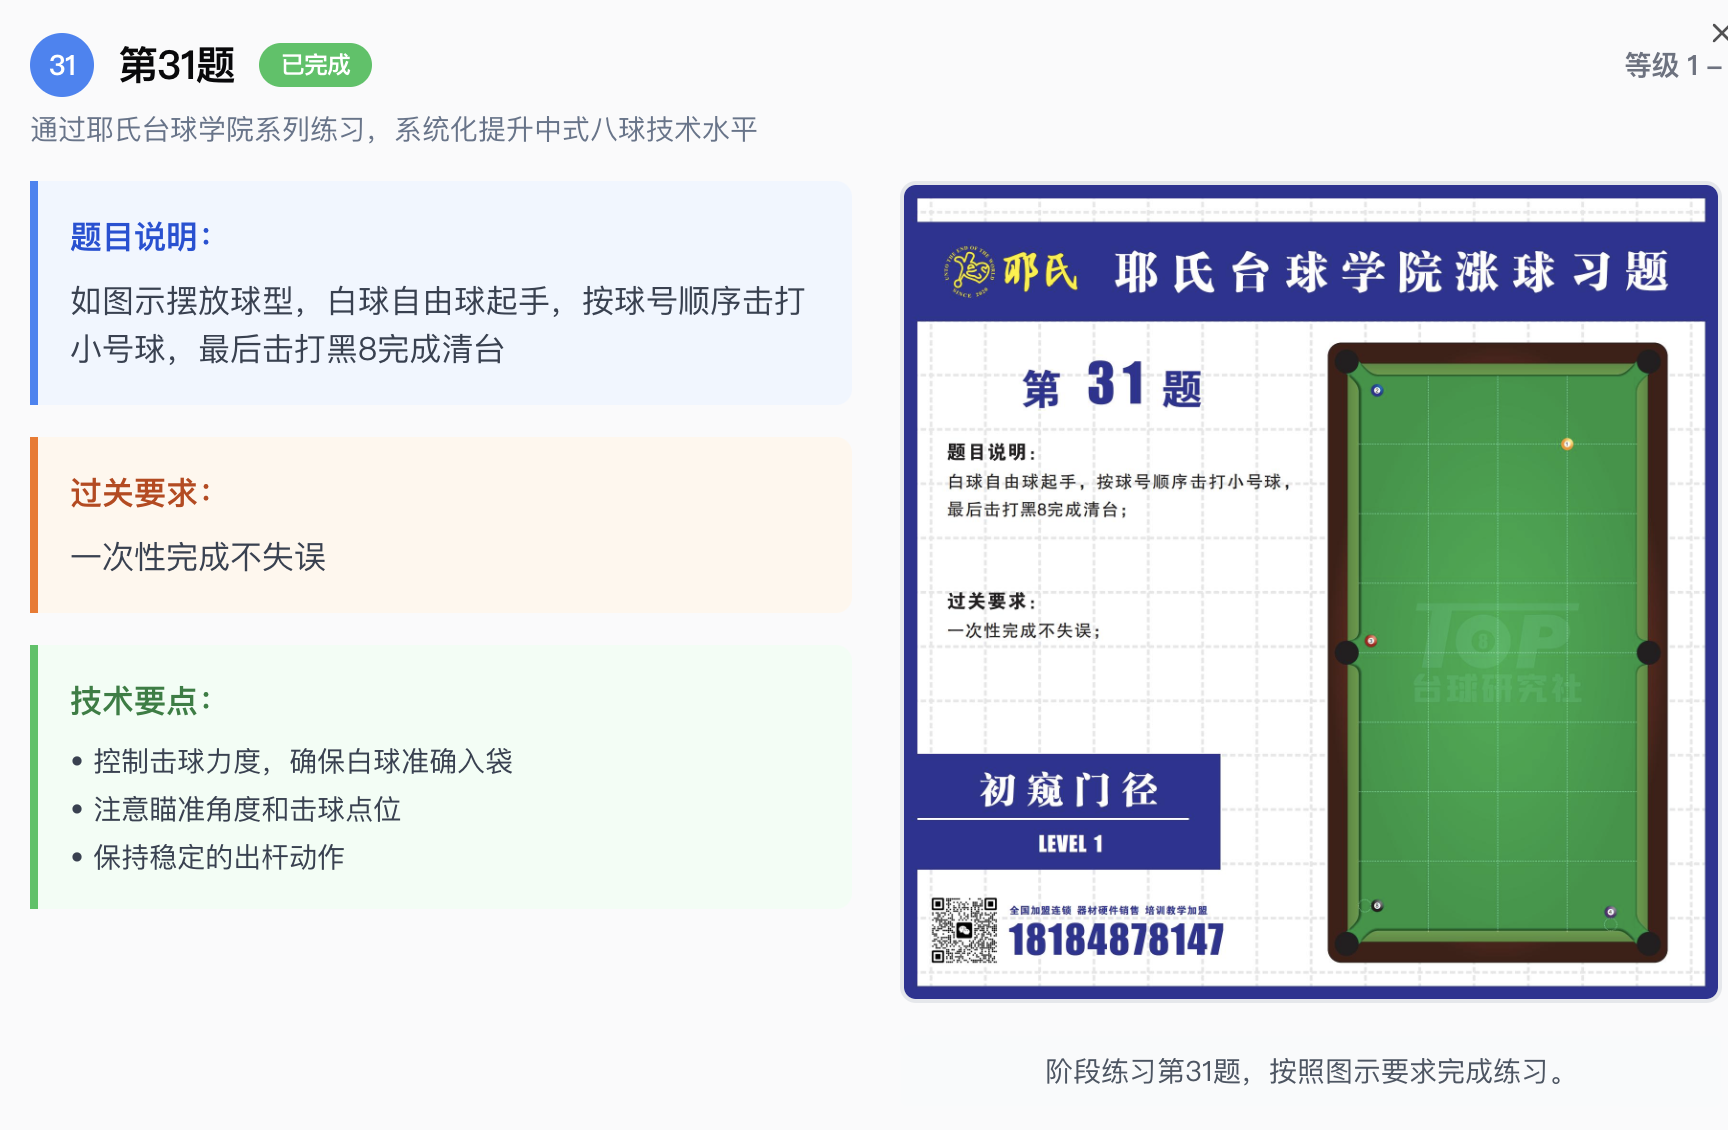 31
第31题
已完成
等级 1 –
通过耶氏台球学院系列练习，系统化提升中式八球技术水平
题目说明：
如图示摆放球型，白球自由球起手，按球号顺序击打
小号球，最后击打黑8完成清台
过关要求：
一次性完成不失误
技术要点：
• 控制击球力度，确保白球准确入袋
• 注意瞄准角度和击球点位
• 保持稳定的出杆动作
UNTO THE END OF THE WORLD
SINCE 2020
耶氏
耶氏台球学院涨球习题
第 31 题
题目说明：
白球自由球起手，按球号顺序击打小号球，
最后击打黑8完成清台；
过关要求：
一次性完成不失误；
初窥门径
LEVEL 1
全国加盟连锁 器材硬件销售 培训教学加盟
18184878147
TOP
台球研究社
阶段练习第31题，按照图示要求完成练习。